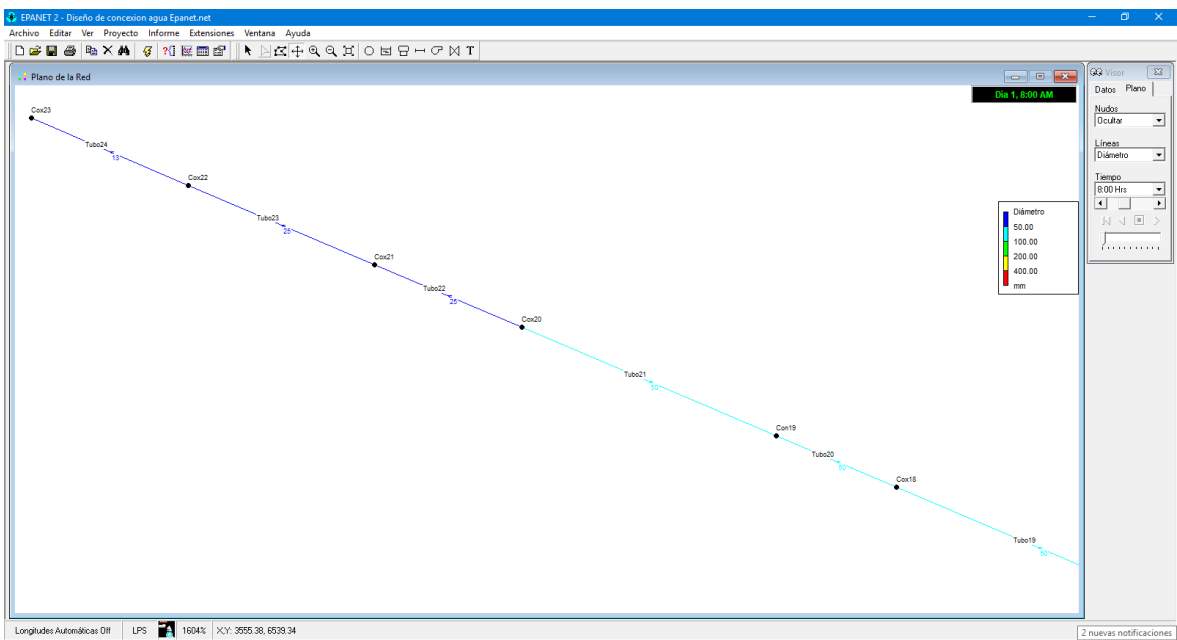 EPANET 2 - Diseño de concexion agua Epanet.net
Archivo Editar Ver Proyecto Informe Extensiones Ventana Ayuda
Plano de la Red
Día 1, 8:00 AM
Cox23
Tubo24
13
Cox22
Tubo23
25
Cox21
Tubo22
25
Cox20
Tubo21
50
Con19
Tubo20
50
Cox18
Tubo19
50
Diámetro
50.00
100.00
200.00
400.00
mm
Visor
Datos Plano
Nudos
Ocultar
Líneas
Diámetro
Tiempo
8:00 Hrs
Longitudes Automáticas Off LPS 1604% X,Y: 3555.38, 6539.34
2 nuevas notificaciones